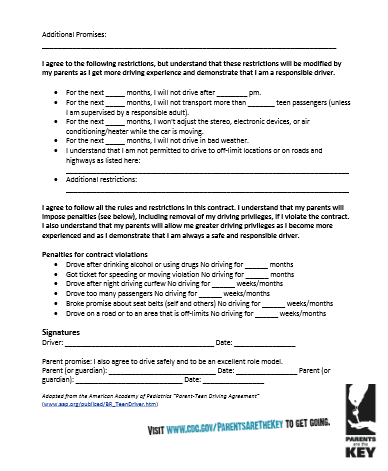 Additional Promises:
I agree to the following restrictions, but understand that these restrictions will be modified by
my parents as I get more driving experience and demonstrate that I am a responsible driver.
• For the next _____ months, I will not drive after ________ pm.
• For the next _____ months, I will not transport more than _______ teen passengers (unless
I am supervised by a responsible adult).
• For the next _____ months, I won't adjust the stereo, electronic devices, or air
conditioning/heater while the car is moving.
• For the next _____ months, I will not drive in bad weather.
• I understand that I am not permitted to drive to off-limit locations or on roads and
highways as listed here:
• Additional restrictions:
I agree to follow all the rules and restrictions in this contract. I understand that my parents will
impose penalties (see below), including removal of my driving privileges, if I violate the contract.
I also understand that my parents will allow me greater driving privileges as I become more
experienced and as I demonstrate that I am always a safe and responsible driver.
Penalties for contract violations
• Drove after drinking alcohol or using drugs No driving for ______ months
• Got ticket for speeding or moving violation No driving for ______ months
• Drove after night driving curfew No driving for ______ weeks/months
• Drove too many passengers No driving for ______ weeks/months
• Broke promise about seat belts (self and others) No driving for ______ weeks/months
• Drove on a road or to an area that is off-limits No driving for ______ weeks/months
Signatures
Driver: ______________________ Date: ______________
Parent promise: I also agree to drive safely and to be an excellent role model.
Parent (or guardian): ______________________ Date: ______________ Parent (or
guardian): ______________________ Date: ______________
Adapted from the American Academy of Pediatrics "Parent-Teen Driving Agreement"
(www.aap.org/publiced/BR_TeenDriver.htm)
VISIT WWW.CDC.GOV/PARENTSARETHEKEY TO GET GOING.
PARENTS
ARE THE
KEY